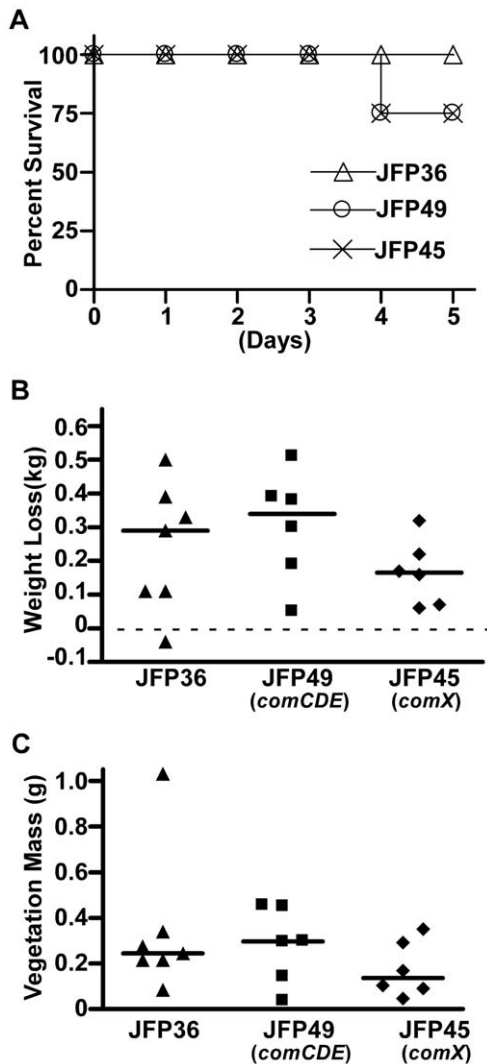 A
Percent Survival
100
75
50
25
0
JFP36
JFP49
JFP45
0 1 2 3 4 5
(Days)
B
Weight Loss(kg)
0.6
0.5
0.4
0.3
0.2
0.1
0
-0.1
JFP36 JFP49 JFP45
(comCDE) (comX)
C
Vegetation Mass (g)
1.0
0.8
0.6
0.4
0.2
0
JFP36 JFP49 JFP45
(comCDE) (comX)